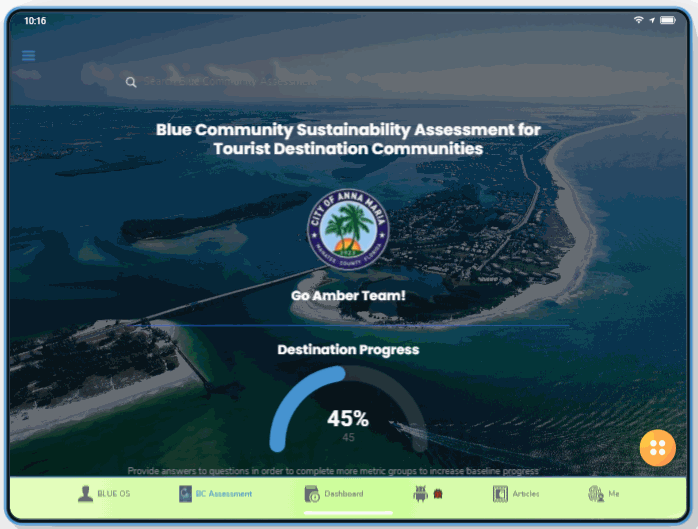 10:16
Search Blue Community Assessment
Blue Community Sustainability Assessment for
Tourist Destination Communities
CITY OF ANNA MARIA
MANATEE COUNTY FLORIDA
Go Amber Team!
Destination Progress
45%
45
Provide answers to questions in order to complete more metric groups to increase baseline progress
BLUE OS
BC Assessment
Dashboard
Articles
Me